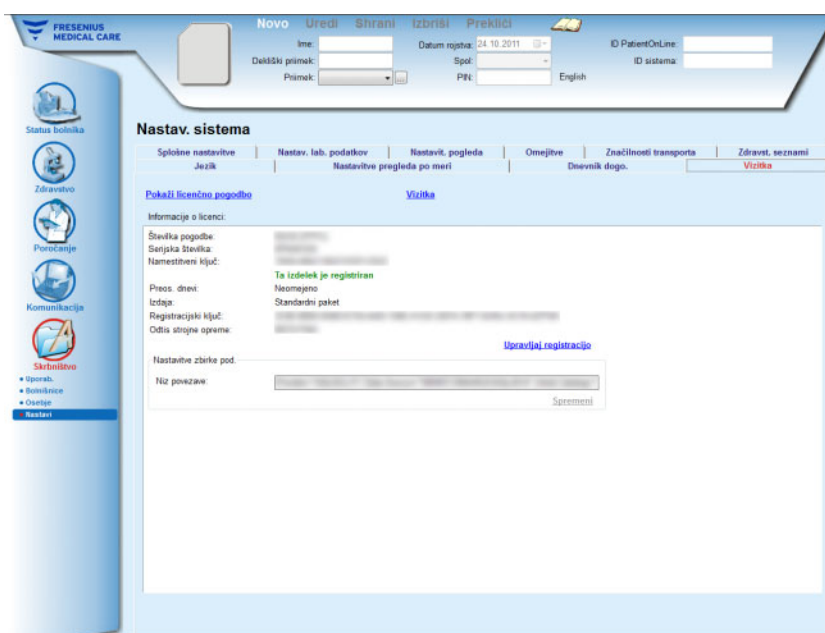 FRESENIUS
MEDICAL CARE
Novo Uredi Shrani Izbriši Prekliči
Ime: Datum rojstva: 24.10.2011 ID PatientOnLine:
Dekliški priimek: Spol: ID sistema:
Priimek: ... PIN: English
Status bolnika
Zdravstvo
Poročanje
Komunikacija
Skrbništvo
Uporab.
Bolnišnice
Osebje
Nastavi
Nastav. sistema
Splošne nastavitve | Nastav. lab. podatkov | Nastavit. pogleda | Omejitve | Značilnosti transporta | Zdravst. seznami
Jezik | Nastavitve pregleda po meri | Dnevnik dogo. | Vizitka
Pokaži licenčno pogodbo Vizitka
Informacije o licenci:
Številka pogodbe:
Serijska številka:
Namestitveni ključ:
Ta izdelek je registriran
Preos. dnevi: Neomejeno
Izdaja: Standardni paket
Registracijski ključ:
Odtis strojne opreme:
Upravljaj registracijo
Nastavitve zbirke pod.
Niz povezave:
Spremeni